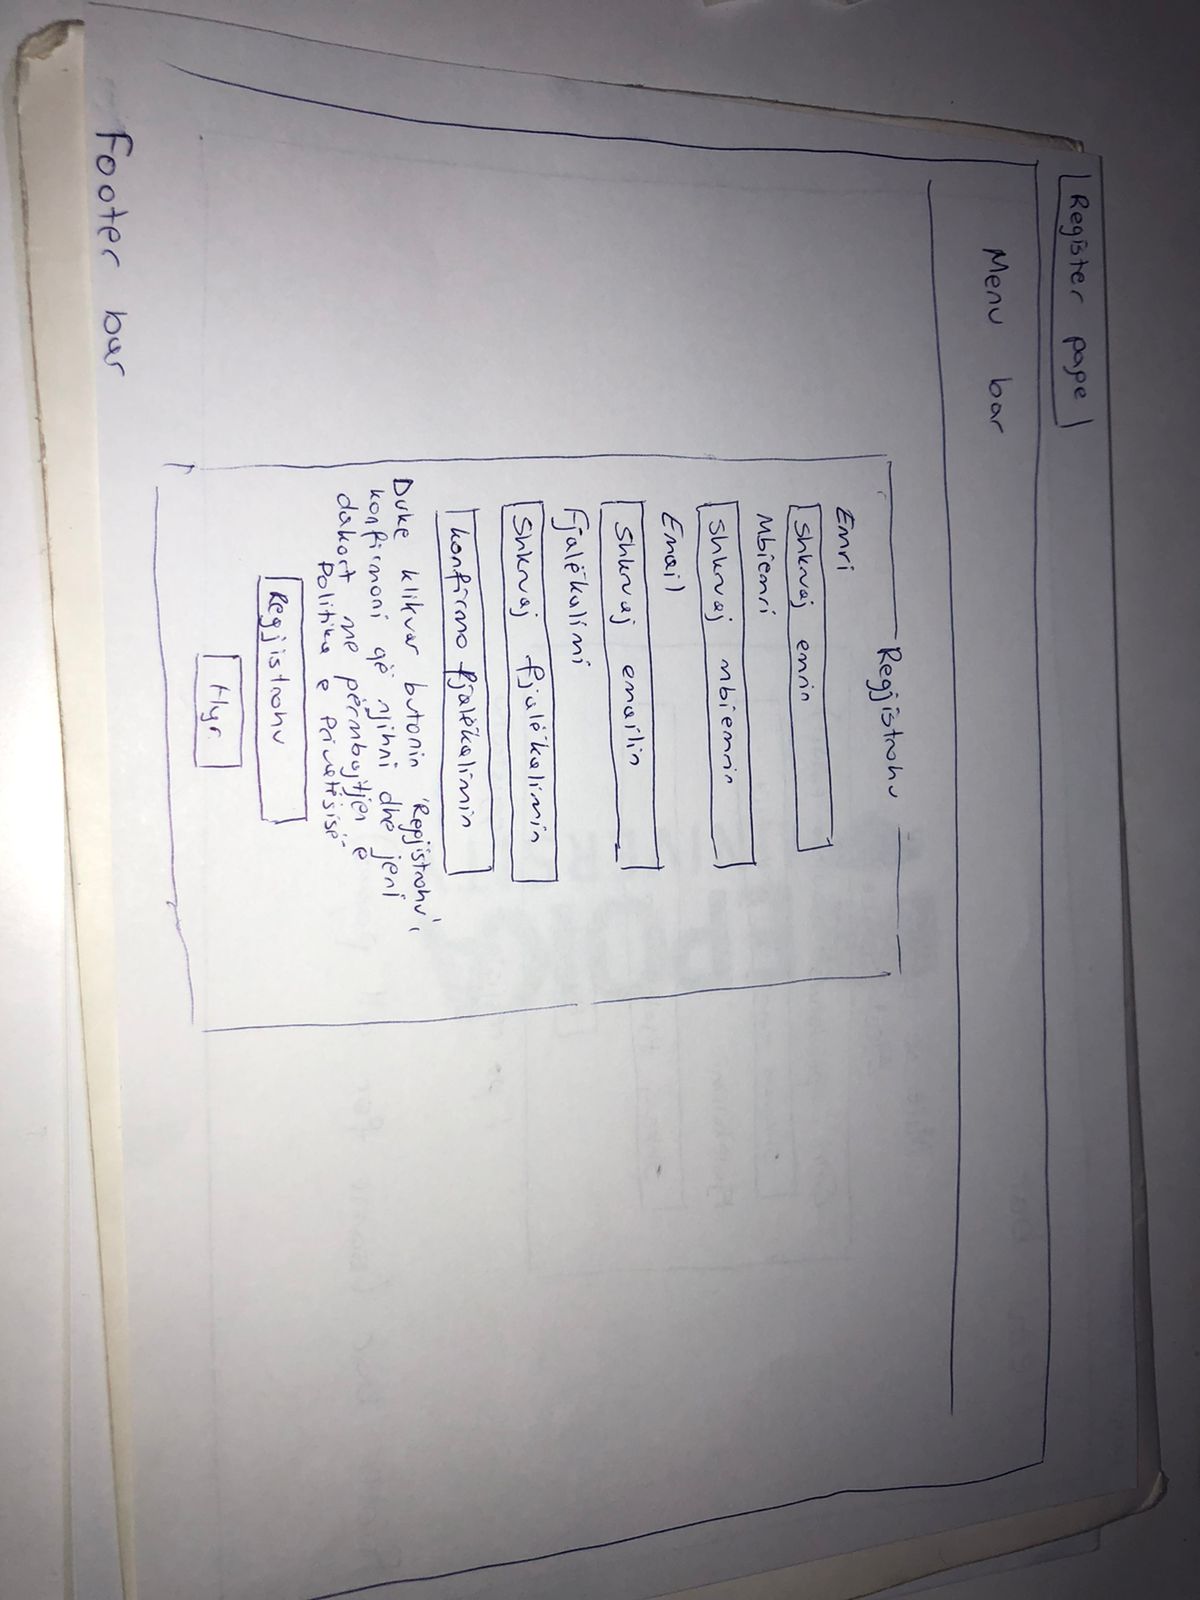 Register page
Menu bar
Regjistrohu
Emri
Shkruaj emrin
Mbiemri
Shkruaj mbiemrin
Email
Shkruaj emailin
Fjalëkalimi
Shkruaj fjalëkalimin
konfirmo fjalëkalimin
Duke klikuar butonin 'Regjistrohu',
konfirmoni që njihni dhe jeni
dakort me përmbajtjen e
Politika e Privatësisë.
Regjistrohu
Hyr
Footer bar